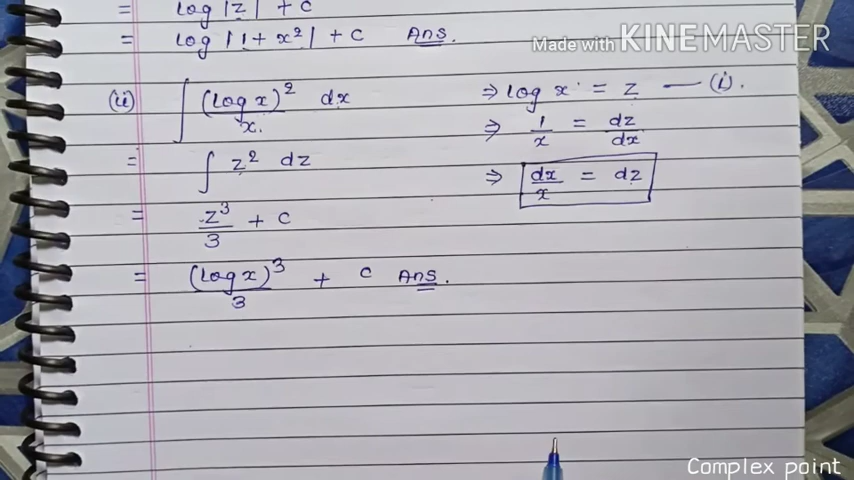 = log |z| + c
= log |1 + x²| + c Ans.
Made with KINEMASTER
(ii) ∫ (log x)² / x. dx ⇒ log x = z — (i).
⇒ 1/x = dz/dx
= ∫ z² dz
⇒ dx/x = dz
= z³/3 + c
= (log x)³/3 + c Ans.
Complex point